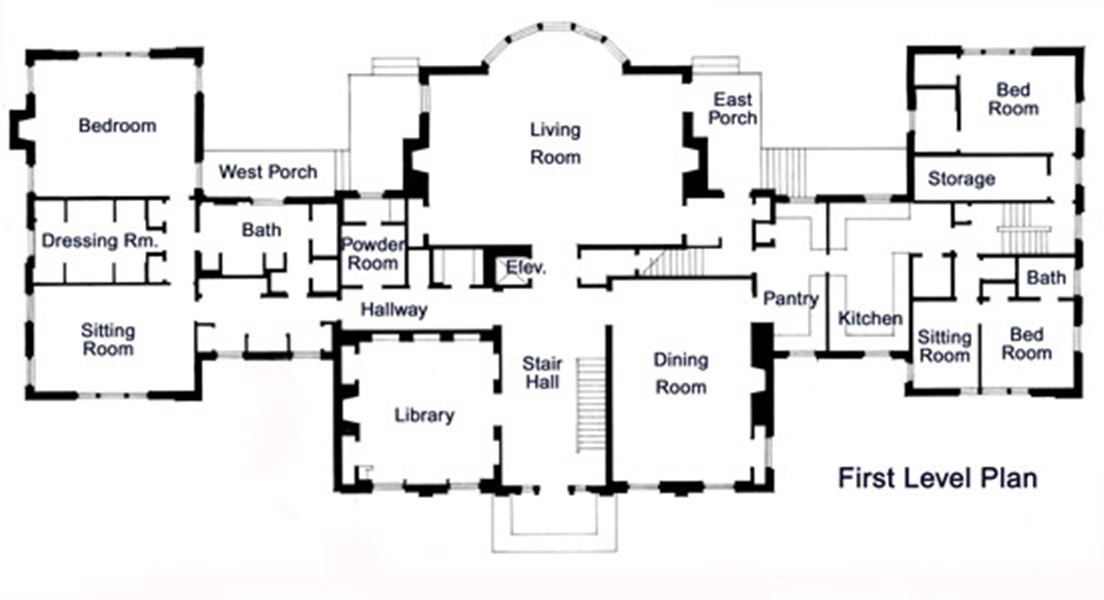 Bedroom
West Porch
Living
Room
East
Porch
Bed
Room
Storage
Dressing Rm.
Bath
Powder
Room
Elev.
Hallway
Pantry
Kitchen
Bath
Sitting
Room
Stair
Hall
Dining
Room
Sitting
Room
Bed
Room
Library
First Level Plan